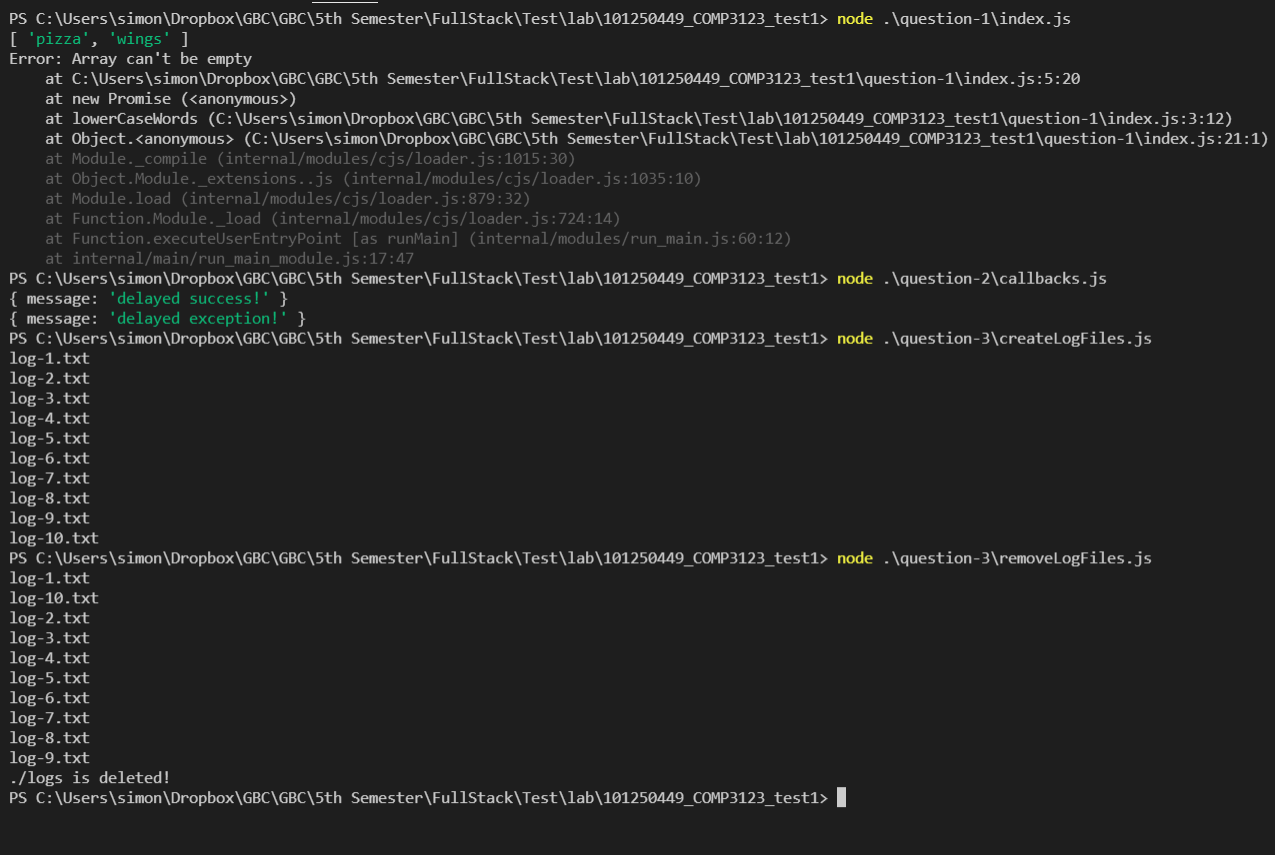 PS C:\Users\simon\Dropbox\GBC\GBC\5th Semester\FullStack\Test\lab\101250449_COMP3123_test1> node .\question-1\index.js
[ 'pizza', 'wings' ]
Error: Array can't be empty
    at C:\Users\simon\Dropbox\GBC\GBC\5th Semester\FullStack\Test\lab\101250449_COMP3123_test1\question-1\index.js:5:20
    at new Promise (<anonymous>)
    at lowerCaseWords (C:\Users\simon\Dropbox\GBC\GBC\5th Semester\FullStack\Test\lab\101250449_COMP3123_test1\question-1\index.js:3:12)
    at Object.<anonymous> (C:\Users\simon\Dropbox\GBC\GBC\5th Semester\FullStack\Test\lab\101250449_COMP3123_test1\question-1\index.js:21:1)
    at Module._compile (internal/modules/cjs/loader.js:1015:30)
    at Object.Module._extensions..js (internal/modules/cjs/loader.js:1035:10)
    at Module.load (internal/modules/cjs/loader.js:879:32)
    at Function.Module._load (internal/modules/cjs/loader.js:724:14)
    at Function.executeUserEntryPoint [as runMain] (internal/modules/run_main.js:60:12)
    at internal/main/run_main_module.js:17:47
PS C:\Users\simon\Dropbox\GBC\GBC\5th Semester\FullStack\Test\lab\101250449_COMP3123_test1> node .\question-2\callbacks.js
{ message: 'delayed success!' }
{ message: 'delayed exception!' }
PS C:\Users\simon\Dropbox\GBC\GBC\5th Semester\FullStack\Test\lab\101250449_COMP3123_test1> node .\question-3\createLogFiles.js
log-1.txt
log-2.txt
log-3.txt
log-4.txt
log-5.txt
log-6.txt
log-7.txt
log-8.txt
log-9.txt
log-10.txt
PS C:\Users\simon\Dropbox\GBC\GBC\5th Semester\FullStack\Test\lab\101250449_COMP3123_test1> node .\question-3\removeLogFiles.js
log-1.txt
log-10.txt
log-2.txt
log-3.txt
log-4.txt
log-5.txt
log-6.txt
log-7.txt
log-8.txt
log-9.txt
./logs is deleted!
PS C:\Users\simon\Dropbox\GBC\GBC\5th Semester\FullStack\Test\lab\101250449_COMP3123_test1>